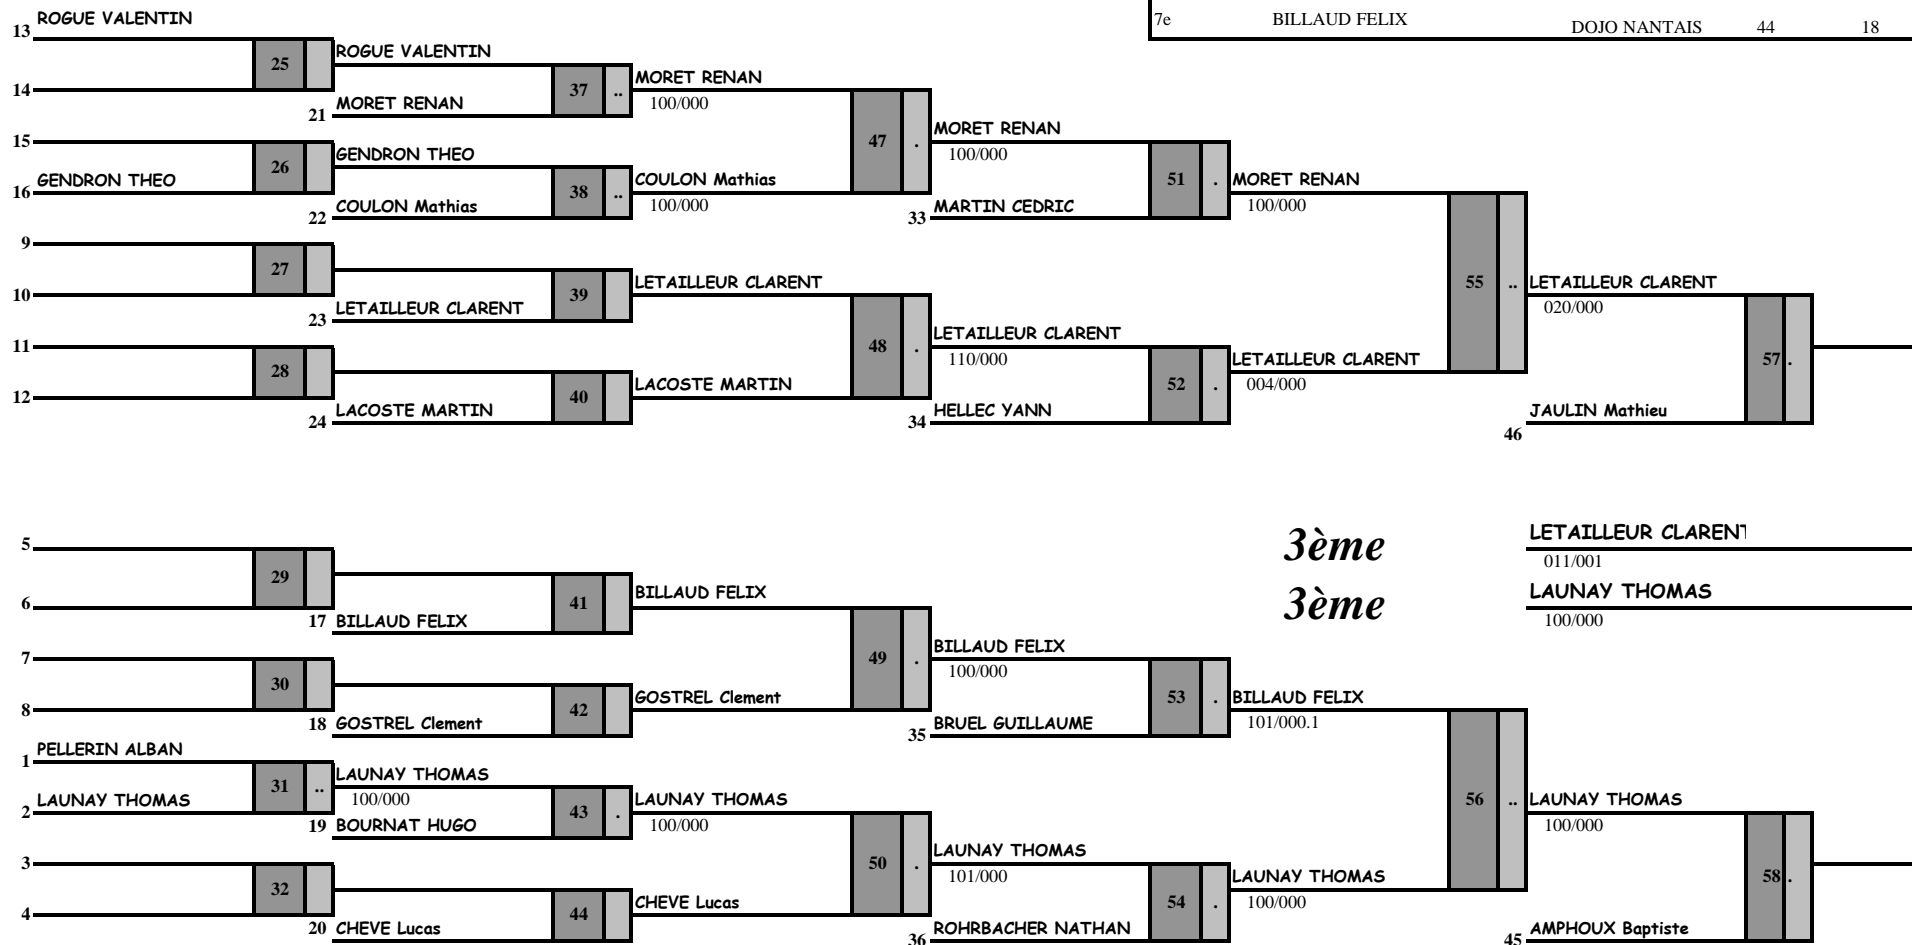 ROGUE VALENTIN
13
7e BILLAUD FELIX DOJO NANTAIS 44 18
25
ROGUE VALENTIN
14
37 ..
MORET RENAN
100/000
21 MORET RENAN
15
47 .
MORET RENAN
100/000
26
GENDRON THEO
16 GENDRON THEO
38 ..
COULON Mathias
100/000
51 .
MORET RENAN
100/000
22 COULON Mathias
33 MARTIN CEDRIC
9
27
10
39
LETAILLEUR CLARENT
23 LETAILLEUR CLARENT
55 ..
LETAILLEUR CLARENT
020/000
11
48 .
LETAILLEUR CLARENT
110/000
28
12
40
LACOSTE MARTIN
52 .
LETAILLEUR CLARENT
004/000
57 .
24 LACOSTE MARTIN
34 HELLEC YANN
JAULIN Mathieu
46
5
3ème LETAILLEUR CLARENT
011/001
29
6
41
BILLAUD FELIX
3ème LAUNAY THOMAS
100/000
17 BILLAUD FELIX
7
49 .
BILLAUD FELIX
100/000
30
8
42
GOSTREL Clement
53 .
BILLAUD FELIX
101/000.1
18 GOSTREL Clement
35 BRUEL GUILLAUME
PELLERIN ALBAN
1
31 ..
LAUNAY THOMAS
100/000
2 LAUNAY THOMAS
43 .
LAUNAY THOMAS
100/000
56 ..
LAUNAY THOMAS
100/000
19 BOURNAT HUGO
3
50 .
LAUNAY THOMAS
101/000
32
4
44
CHEVE Lucas
54 .
LAUNAY THOMAS
100/000
58 .
20 CHEVE Lucas
36 ROHRBACHER NATHAN
45 AMPHOUX Baptiste